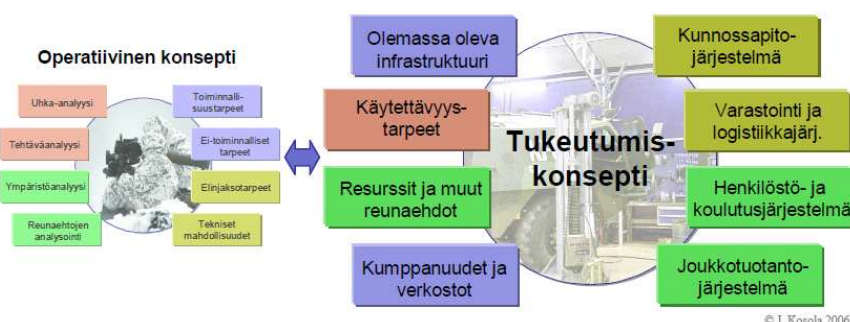 Operatiivinen konsepti
Uhka-analyysi
Toiminnalli-
suustarpeet
Tehtäväanalyysi
Ei-toiminnalliset
tarpeet
Ympäristöanalyysi
Elinjaksotarpeet
Reunaehtojen
analysointi
Tekniset
mahdollisuudet
Olemassa oleva
infrastruktuuri
Kunnossapito-
järjestelmä
Käytettävyys-
tarpeet
Varastointi ja
logistiikkajärj.
Tukeutumis-
konsepti
Resurssit ja muut
reunaehdot
Henkilöstö- ja
koulutusjärjestelmä
Kumppanuudet ja
verkostot
Joukkotuotanto-
järjestelmä
© J. Kosola 2006